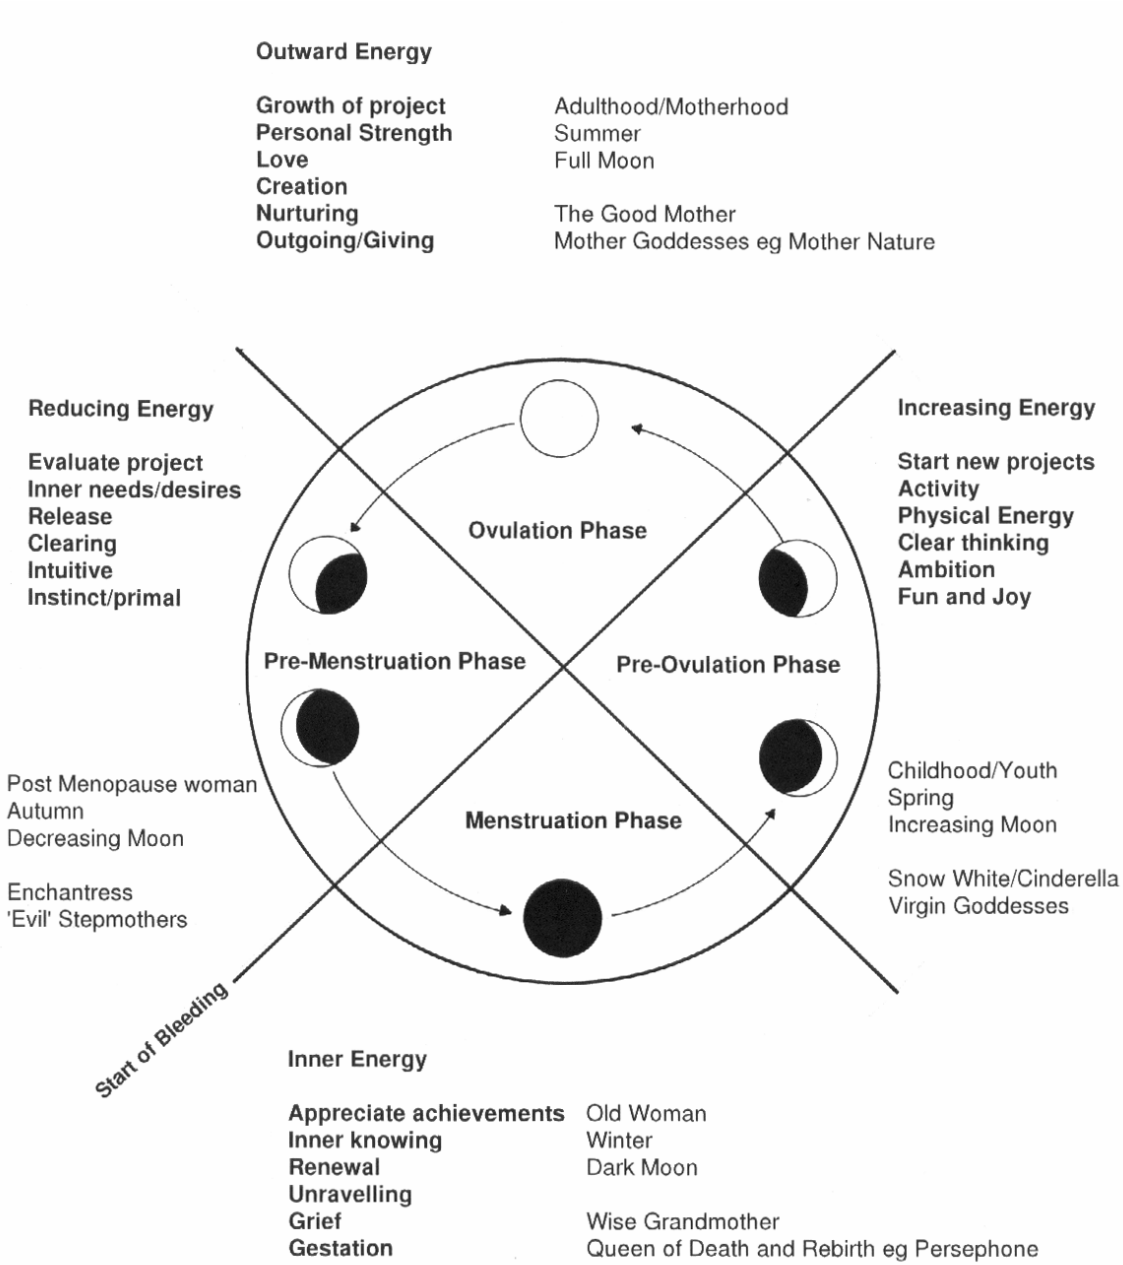 Outward Energy
Growth of project
Personal Strength
Love
Creation
Nurturing
Outgoing/Giving
Adulthood/Motherhood
Summer
Full Moon
The Good Mother
Mother Goddesses eg Mother Nature
Reducing Energy
Evaluate project
Inner needs/desires
Release
Clearing
Intuitive
Instinct/primal
Increasing Energy
Start new projects
Activity
Physical Energy
Clear thinking
Ambition
Fun and Joy
Ovulation Phase
Pre-Menstruation Phase
Pre-Ovulation Phase
Menstruation Phase
Post Menopause woman
Autumn
Decreasing Moon
Enchantress
'Evil' Stepmothers
Childhood/Youth
Spring
Increasing Moon
Snow White/Cinderella
Virgin Goddesses
Start of Bleeding
Inner Energy
Appreciate achievements
Inner knowing
Renewal
Unravelling
Grief
Gestation
Old Woman
Winter
Dark Moon
Wise Grandmother
Queen of Death and Rebirth eg Persephone